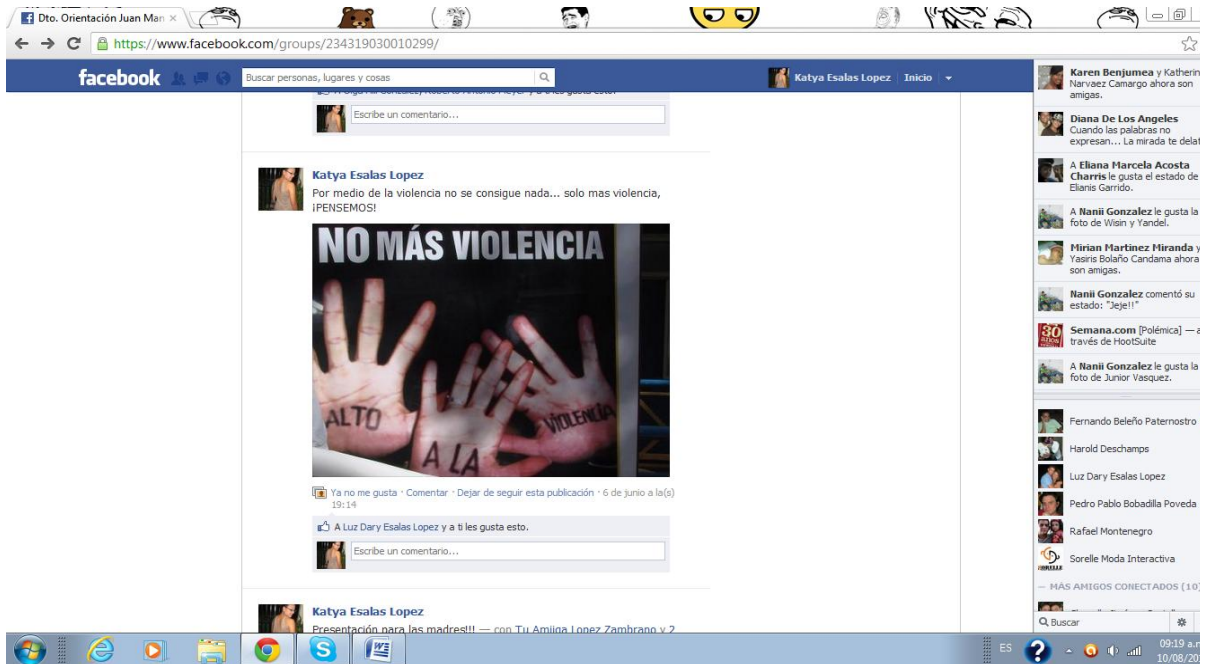 Dto. Orientación Juan Man
https://www.facebook.com/groups/234319030010299/
facebook
Buscar personas, lugares y cosas
Katya Esalas Lopez
Inicio
Escribe un comentario...
Katya Esalas Lopez
Por medio de la violencia no se consigue nada... solo mas violencia,
¡PENSEMOS!
NO MÁS VIOLENCIA
ALTO
A LA
VIOLENCIA
Ya no me gusta · Comentar · Dejar de seguir esta publicación · 6 de junio a la(s)
19:14
A Luz Dary Esalas Lopez y a ti les gusta esto.
Escribe un comentario...
Katya Esalas Lopez
Presentación para las madres!!! — con Tu Amiiga Lopez Zambrano y 2
Karen Benjumea y Katherin
Narvaez Camargo ahora son
amigas.
Diana De Los Angeles
Cuando las palabras no
expresan... La mirada te delat
A Eliana Marcela Acosta
Charris le gusta el estado de
Elianis Garrido.
A Nanii Gonzalez le gusta la
foto de Wisin y Yandel.
Mirian Martinez Miranda y
Yasiris Bolaño Candama ahora
son amigas.
Nanii Gonzalez comentó su
estado: "Jeje!!"
30
años
Semana.com [Polémica] — a
través de HootSuite
A Nanii Gonzalez le gusta la
foto de Junior Vasquez.
Fernando Beleño Paternostro
Harold Deschamps
Luz Dary Esalas Lopez
Pedro Pablo Bobadilla Poveda
Rafael Montenegro
Sorelle Moda Interactiva
— MÁS AMIGOS CONECTADOS (10)
Buscar
ES
09:19 a.m
10/08/20